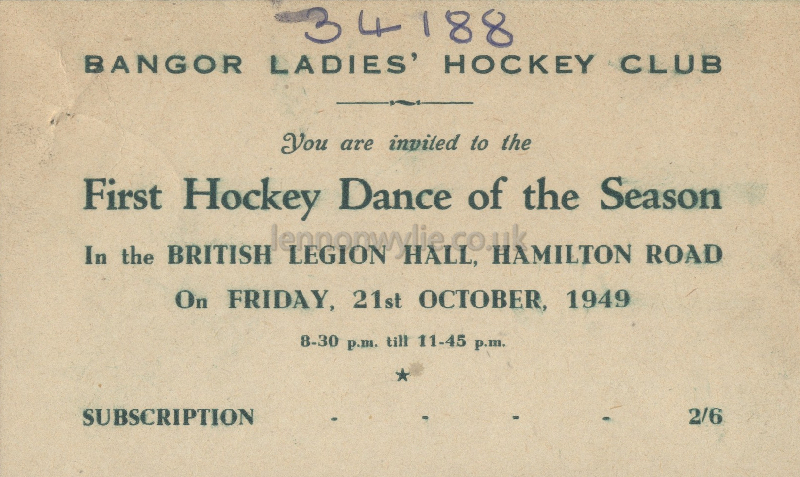 34188
BANGOR LADIES' HOCKEY CLUB
You are invited to the
First Hockey Dance of the Season
lennonwylie.co.uk
In the BRITISH LEGION HALL, HAMILTON ROAD
On FRIDAY, 21st OCTOBER, 1949
8-30 p.m. till 11-45 p.m.
SUBSCRIPTION - - - - 2/6